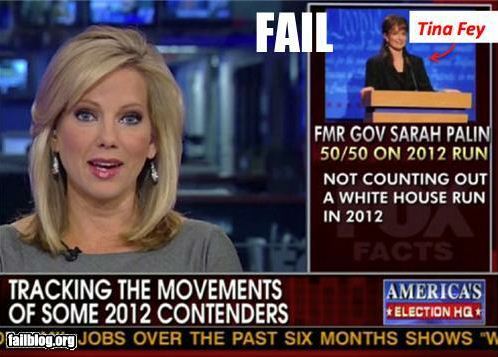 FAIL
Tina Fey
FMR GOV SARAH PALIN
50/50 ON 2012 RUN
NOT COUNTING OUT
A WHITE HOUSE RUN
IN 2012
FOX
FACTS
TRACKING THE MOVEMENTS
OF SOME 2012 CONTENDERS
AMERICA'S
ELECTION HQ
failblog.org
JOBS OVER THE PAST SIX MONTHS SHOWS "W